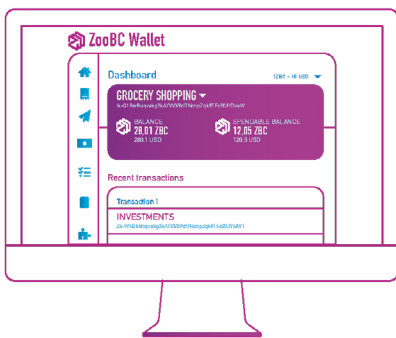 ZooBC Wallet
Dashboard
1ZBC = 10 USD
GROCERY SHOPPING
BALANCE
28,01 ZBC
280,1 USD
SPENDABLE BALANCE
12,05 ZBC
120,5 USD
Recent transactions
Transaction 1
INVESTMENTS